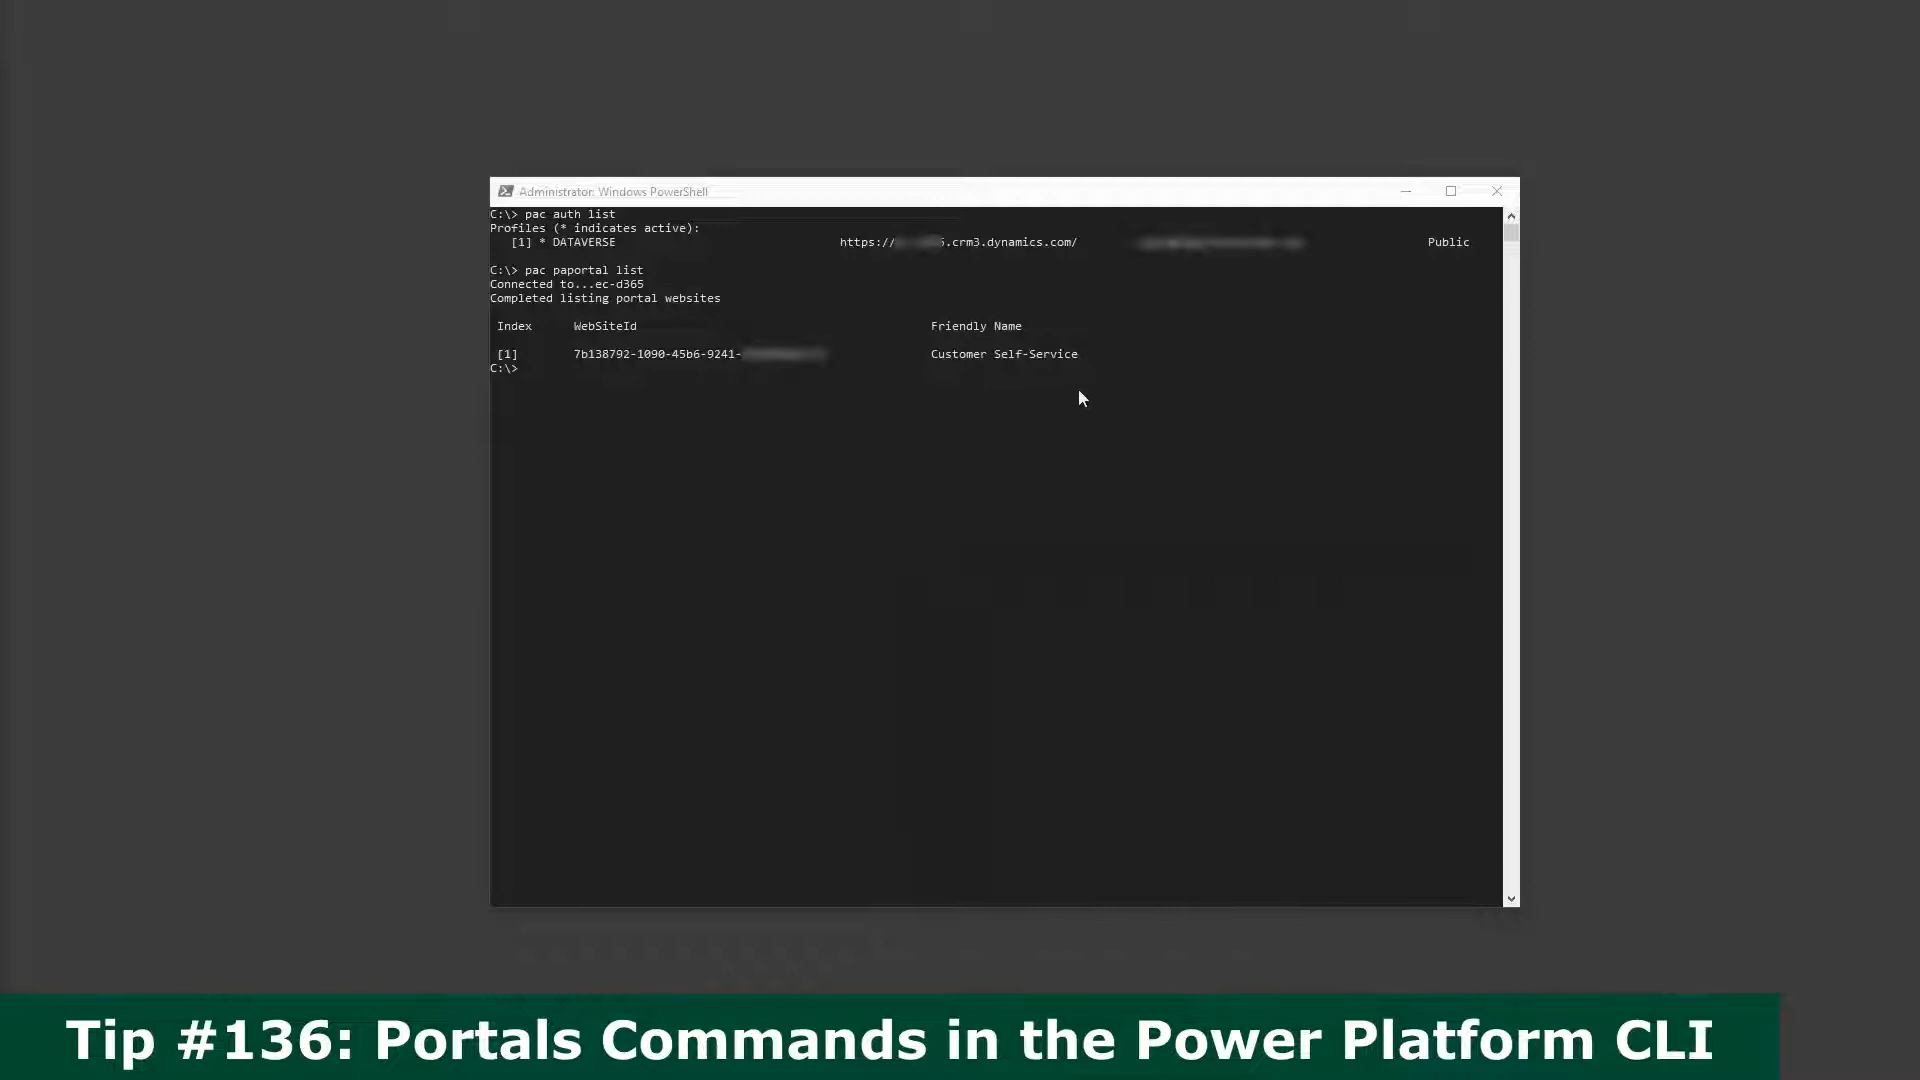 Administrator: Windows PowerShell
C:\> pac auth list
Profiles (* indicates active):
[1] * DATAVERSE https:// .crm3.dynamics.com/ Public
C:\> pac paportal list
Connected to...ec-d365
Completed listing portal websites
Index WebSiteId Friendly Name
[1] 7b138792-1090-45b6-9241- Customer Self-Service
C:\>
Tip #136: Portals Commands in the Power Platform CLI